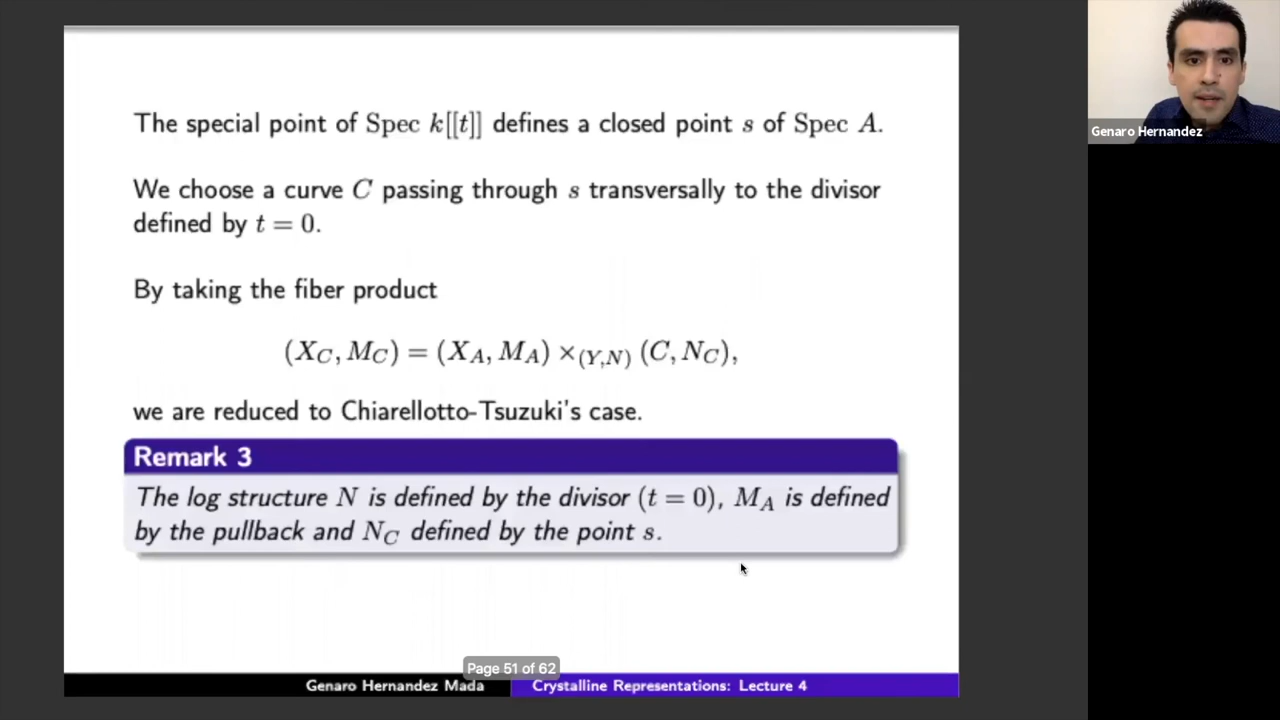 The special point of Spec k[[t]] defines a closed point s of Spec A.
We choose a curve C passing through s transversally to the divisor
defined by t = 0.
By taking the fiber product
(X_C, M_C) = (X_A, M_A) ×_(Y,N) (C, N_C),
we are reduced to Chiarellotto-Tsuzuki's case.
Remark 3
The log structure N is defined by the divisor (t = 0), M_A is defined
by the pullback and N_C defined by the point s.
Page 51 of 62
Genaro Hernandez Mada
Crystalline Representations: Lecture 4
Genaro Hernandez